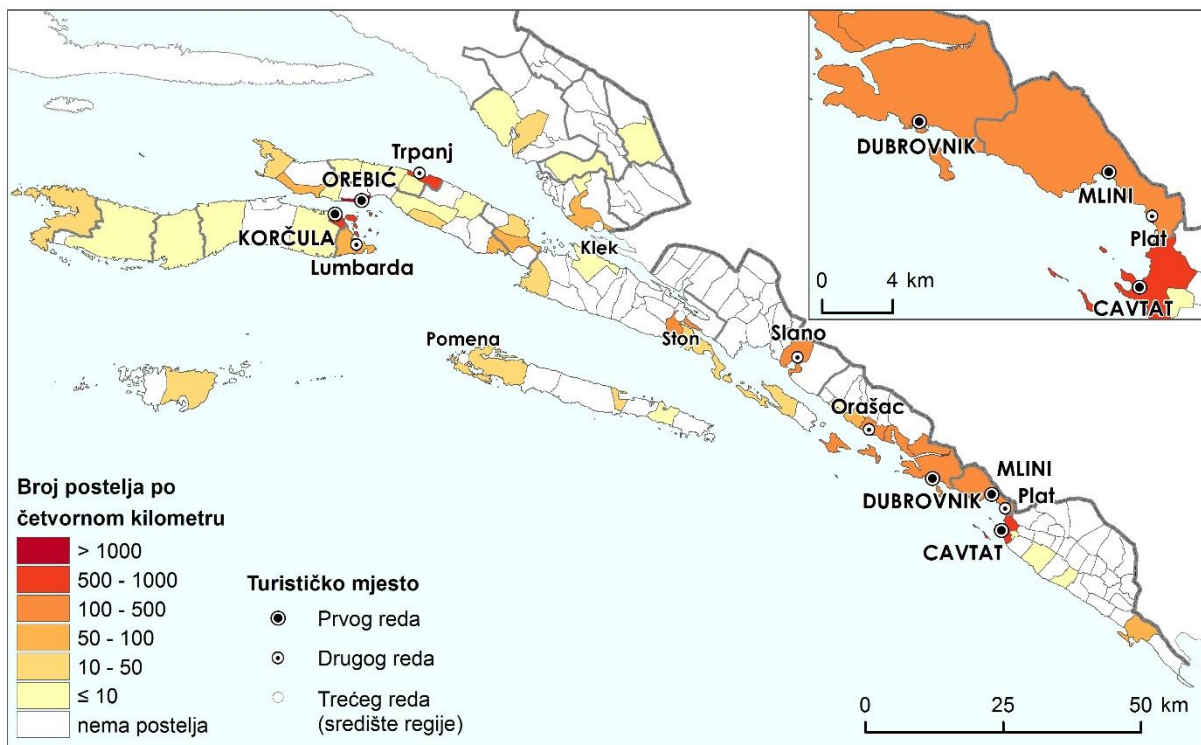 Trpanj
OREBIĆ
KORČULA
Lumbarda
Klek
Pomena
Ston
Slano
Orašac
MLINI
DUBROVNIK
Plat
CAVTAT
DUBROVNIK
MLINI
Plat
CAVTAT
0 4 km
Broj postelja po
četvornom kilometru
> 1000
500 - 1000
100 - 500
50 - 100
10 - 50
≤ 10
nema postelja
Turističko mjesto
Prvog reda
Drugog reda
Trećeg reda
(središte regije)
0 25 50 km